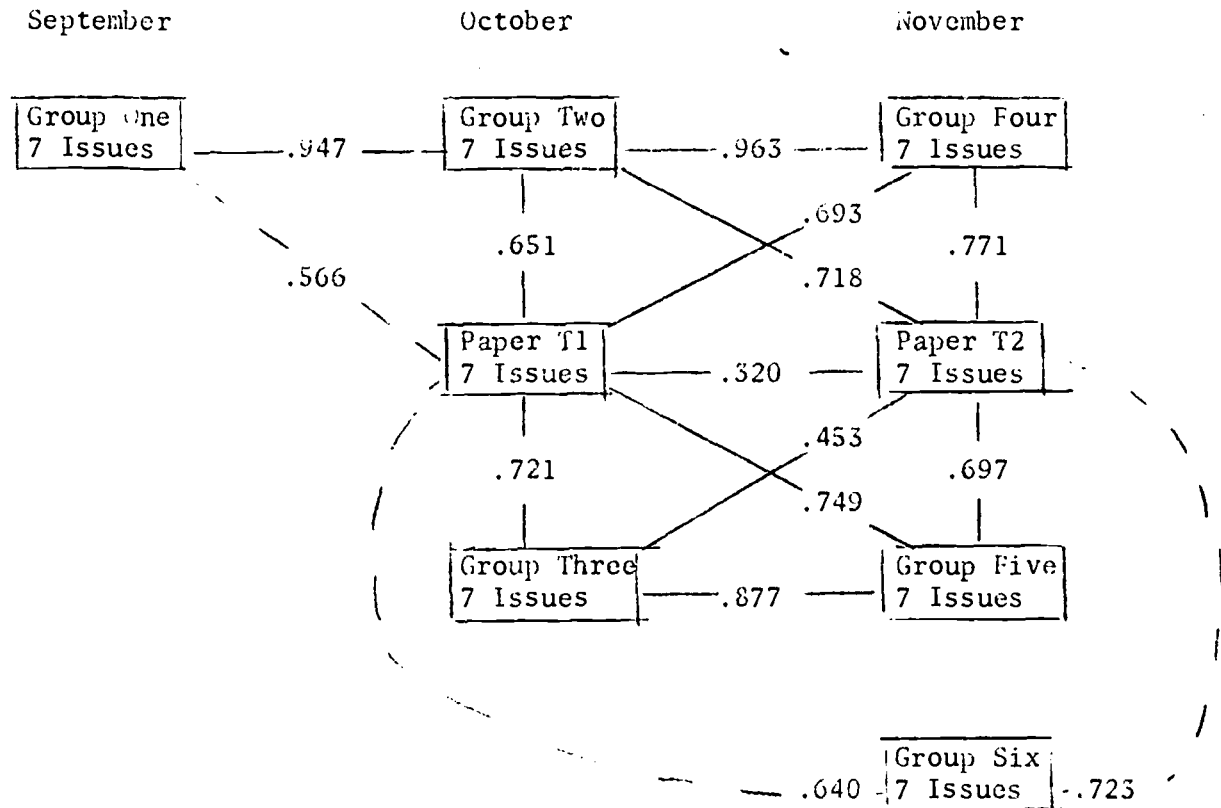 September October November
Group One Group Two Group Four
7 Issues .947 7 Issues .963 7 Issues
.693
.651 .771
.566 .718
Paper T1 Paper T2
7 Issues .320 7 Issues
.453
.721 .697
.749
Group Three Group Five
7 Issues .877 7 Issues
Group Six
.640 7 Issues .723